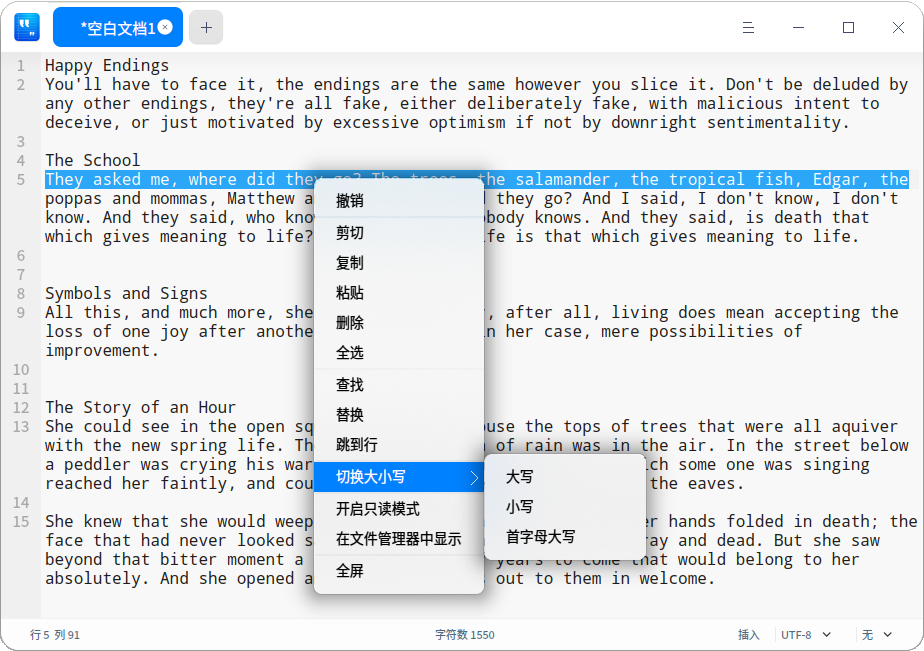 *空白文档1
1 Happy Endings
2 You'll have to face it, the endings are the same however you slice it. Don't be deluded by
any other endings, they're all fake, either deliberately fake, with malicious intent to
deceive, or just motivated by excessive optimism if not by downright sentimentality.
3
4 The School
5 They asked me, where did they go? The trees, the salamander, the tropical fish, Edgar, the
poppas and mommas, Matthew a they go? And I said, I don't know, I don't
know. And they said, who kno body knows. And they said, is death that
which gives meaning to life? fe is that which gives meaning to life.
6
7
8 Symbols and Signs
9 All this, and much more, she , after all, living does mean accepting the
loss of one joy after anothe in her case, mere possibilities of
improvement.
10
11
12 The Story of an Hour
13 She could see in the open sq use the tops of trees that were all aquiver
with the new spring life. Th of rain was in the air. In the street below
a peddler was crying his war ch some one was singing
reached her faintly, and cou the eaves.
14
15 She knew that she would weep er hands folded in death; the
face that had never looked s ray and dead. But she saw
beyond that bitter moment a years to come that would belong to her
absolutely. And she opened a out to them in welcome.
撤销
剪切
复制
粘贴
删除
全选
查找
替换
跳到行
切换大小写
开启只读模式
在文件管理器中显示
全屏
大写
小写
首字母大写
行 5 列 91 字符数 1550 插入 UTF-8 无